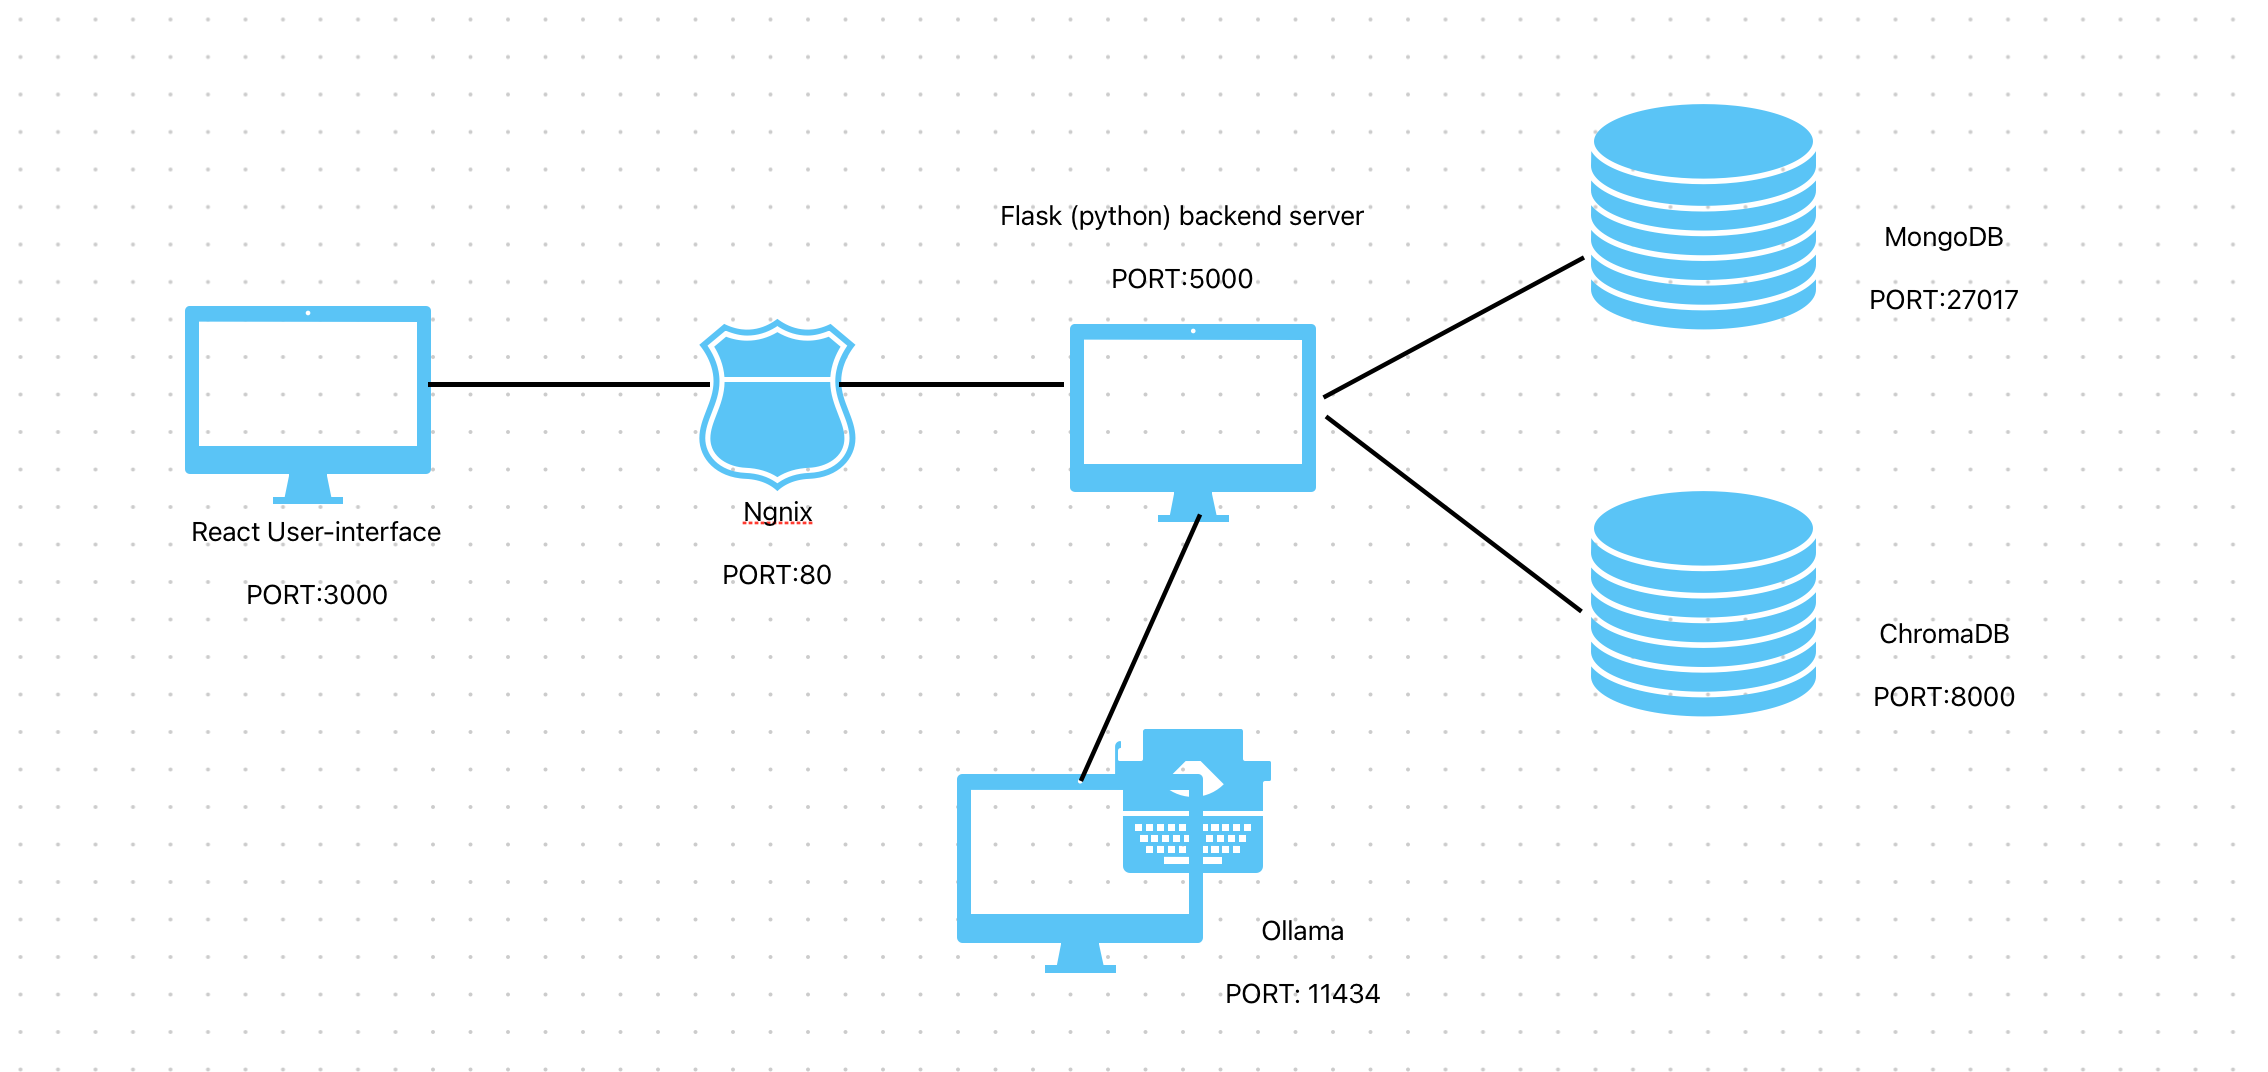 Flask (python) backend server
PORT:5000
MongoDB
PORT:27017
React User-interface
PORT:3000
Ngnix
PORT:80
ChromaDB
PORT:8000
Ollama
PORT: 11434